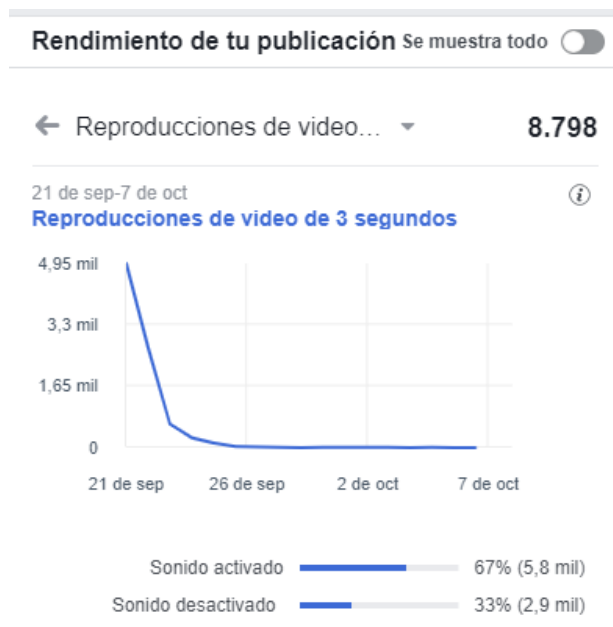 Rendimiento de tu publicación Se muestra todo
Reproducciones de video... 8.798
21 de sep-7 de oct
Reproducciones de video de 3 segundos
4,95 mil
3,3 mil
1,65 mil
0
21 de sep 26 de sep 2 de oct 7 de oct
Sonido activado 67% (5,8 mil)
Sonido desactivado 33% (2,9 mil)